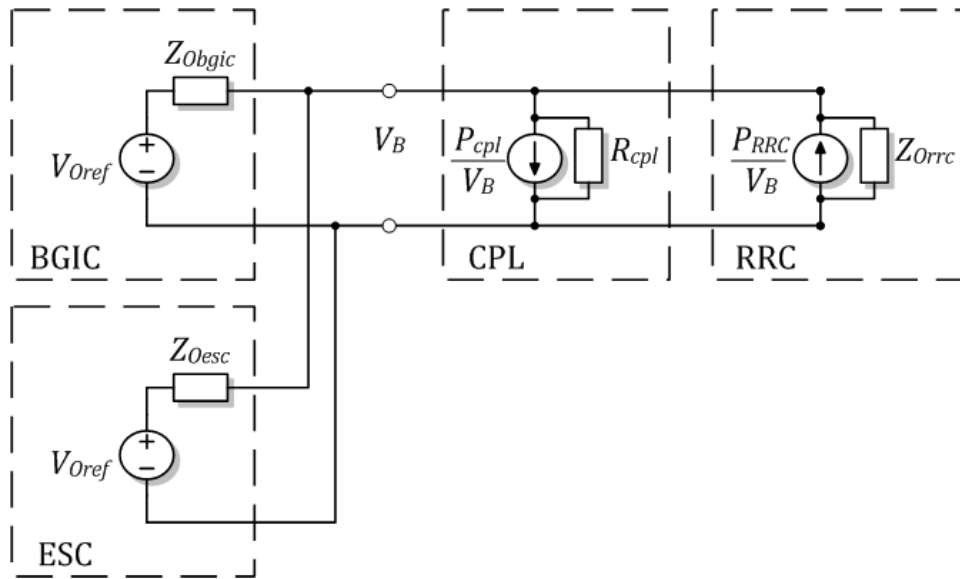 Z_Obgic
V_Oref
BGIC
V_B
P_cpl
V_B
R_cpl
CPL
P_RRC
V_B
Z_Orrc
RRC
Z_Oesc
V_Oref
ESC